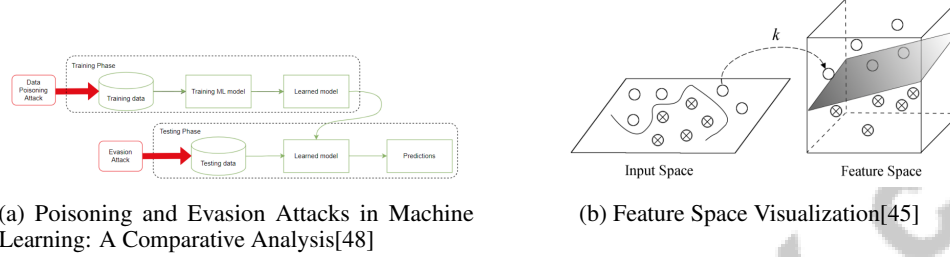 Training Phase
Data
Poisoning
Attack
Training data
Training ML model
Learned model
Testing Phase
Evasion
Attack
Testing data
Learned model
Predictions
(a) Poisoning and Evasion Attacks in Machine
Learning: A Comparative Analysis[48]
k
Input Space
Feature Space
(b) Feature Space Visualization[45]